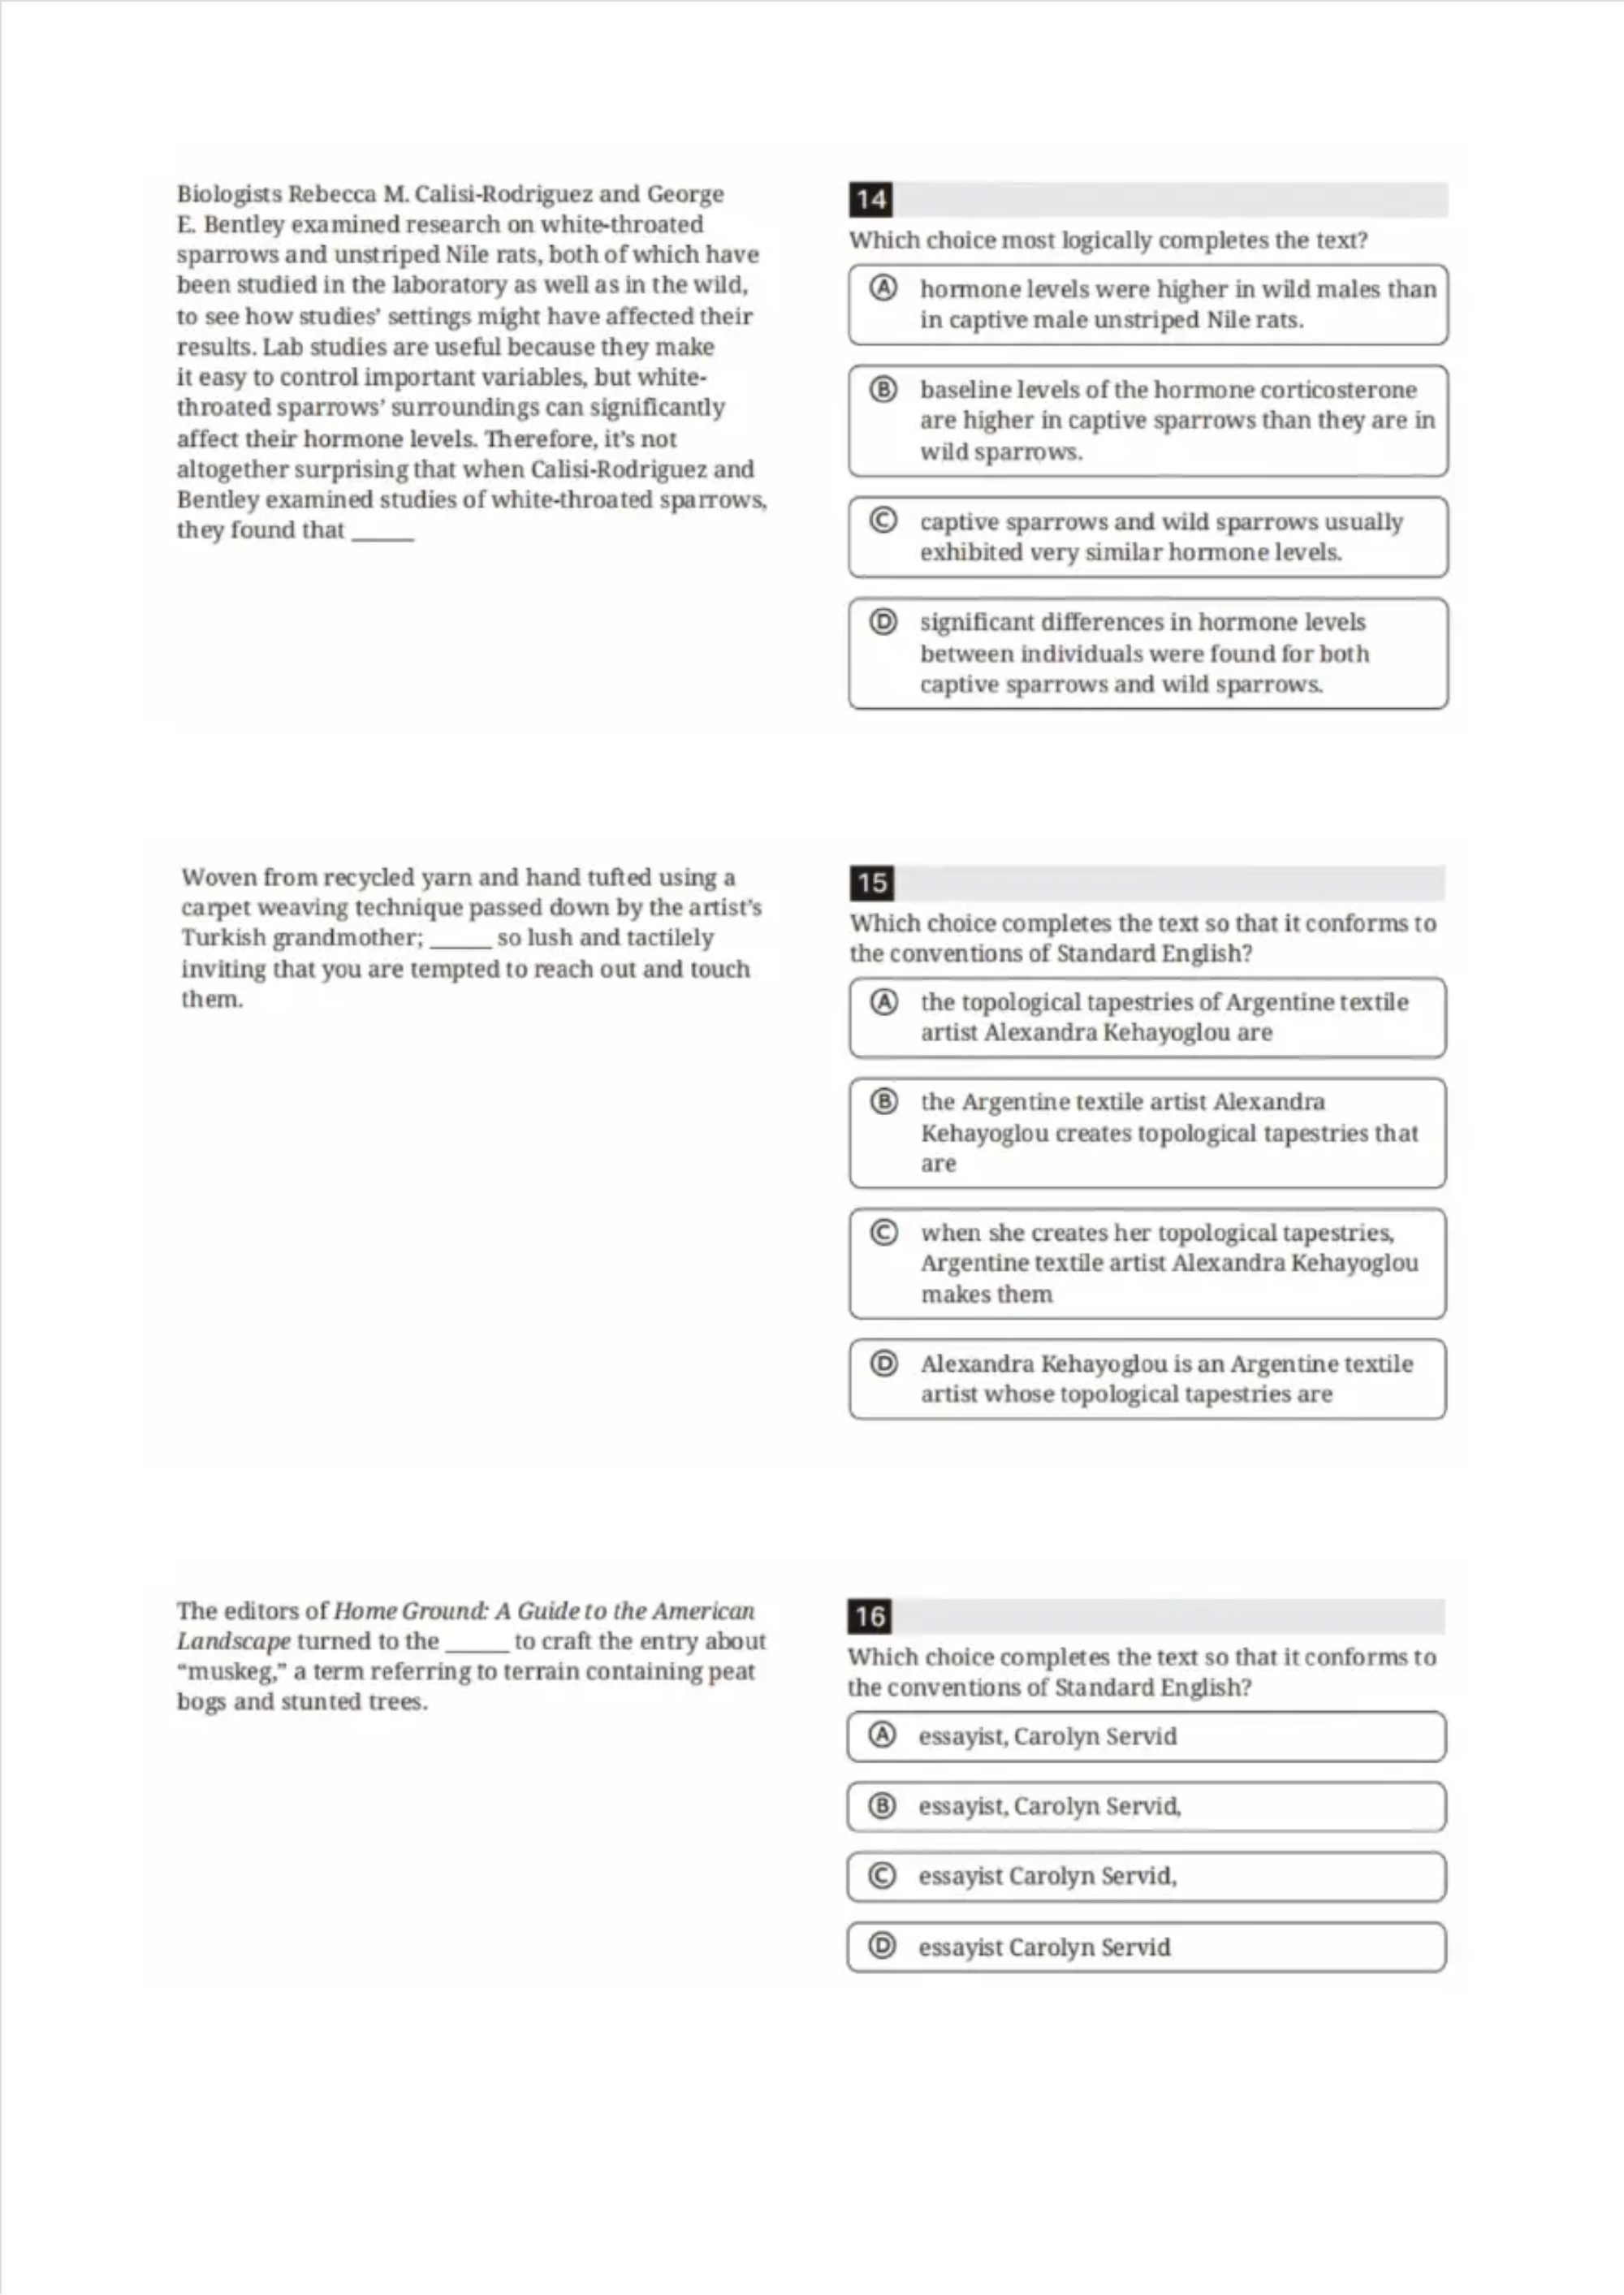 Biologists Rebecca M. Calisi-Rodriguez and George
E. Bentley examined research on white-throated
sparrows and unstriped Nile rats, both of which have
been studied in the laboratory as well as in the wild,
to see how studies’ settings might have affected their
results. Lab studies are useful because they make
it easy to control important variables, but white-
throated sparrows’ surroundings can significantly
affect their hormone levels. Therefore, it’s not
altogether surprising that when Calisi-Rodriguez and
Bentley examined studies of white-throated sparrows,
they found that _____
14
Which choice most logically completes the text?
Ⓐ hormone levels were higher in wild males than
in captive male unstriped Nile rats.
Ⓑ baseline levels of the hormone corticosterone
are higher in captive sparrows than they are in
wild sparrows.
Ⓒ captive sparrows and wild sparrows usually
exhibited very similar hormone levels.
Ⓓ significant differences in hormone levels
between individuals were found for both
captive sparrows and wild sparrows.
Woven from recycled yarn and hand tufted using a
carpet weaving technique passed down by the artist’s
Turkish grandmother; _____ so lush and tactilely
inviting that you are tempted to reach out and touch
them.
15
Which choice completes the text so that it conforms to
the conventions of Standard English?
Ⓐ the topological tapestries of Argentine textile
artist Alexandra Kehayoglou are
Ⓑ the Argentine textile artist Alexandra
Kehayoglou creates topological tapestries that
are
Ⓒ when she creates her topological tapestries,
Argentine textile artist Alexandra Kehayoglou
makes them
Ⓓ Alexandra Kehayoglou is an Argentine textile
artist whose topological tapestries are
The editors of Home Ground: A Guide to the American
Landscape turned to the _____ to craft the entry about
“muskeg,” a term referring to terrain containing peat
bogs and stunted trees.
16
Which choice completes the text so that it conforms to
the conventions of Standard English?
Ⓐ essayist, Carolyn Servid
Ⓑ essayist, Carolyn Servid,
Ⓒ essayist Carolyn Servid,
Ⓓ essayist Carolyn Servid